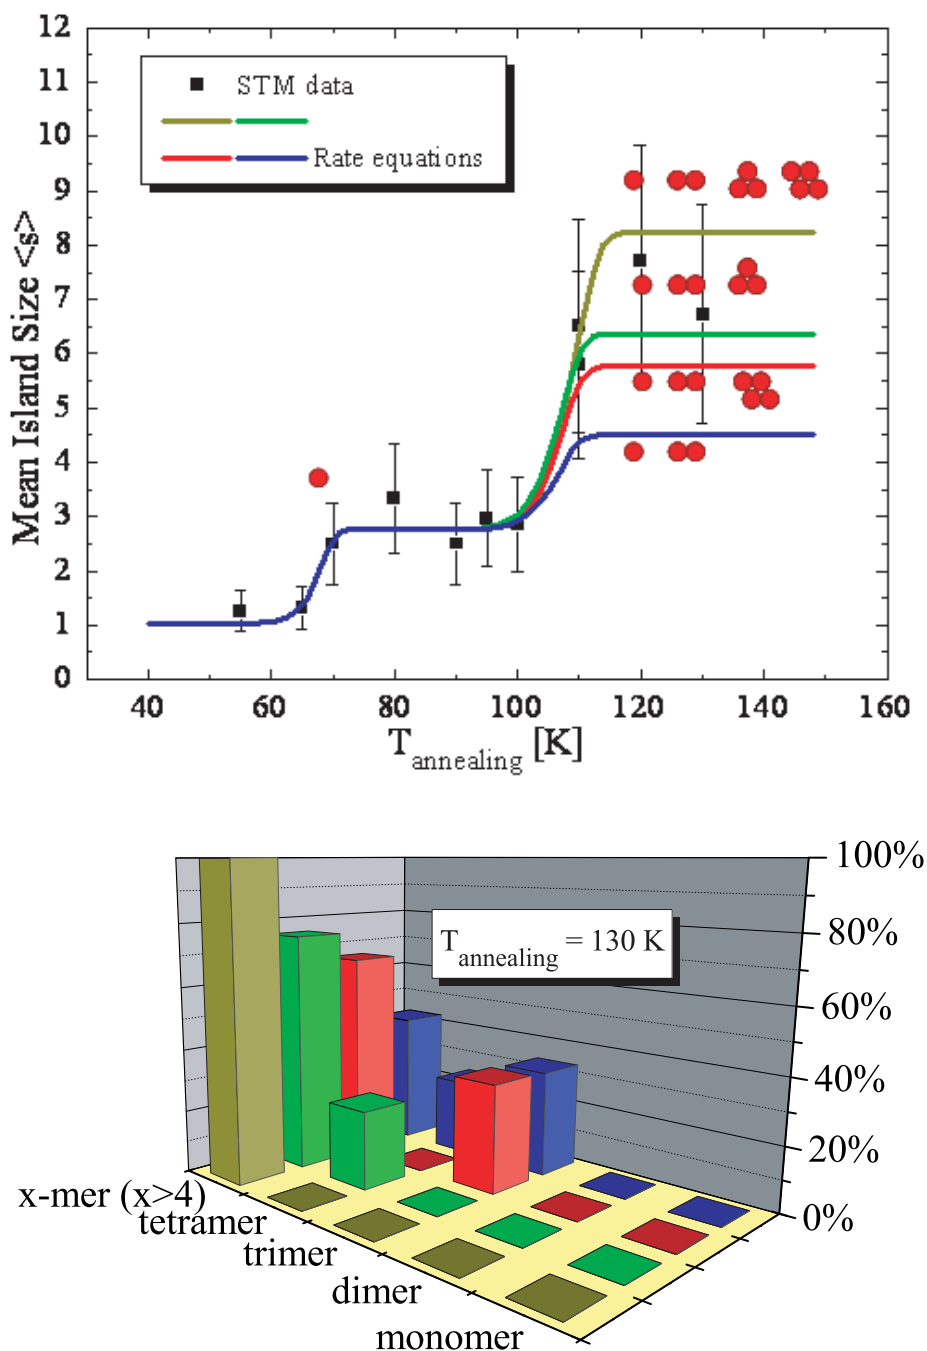 12
11
10
9
8
7
6
5
4
3
2
1
0
Mean Island Size <s>
STM data
Rate equations
40 60 80 100 120 140 160
T annealing [K]
T annealing = 130 K
100%
80%
60%
40%
20%
0%
x-mer (x>4)
tetramer
trimer
dimer
monomer